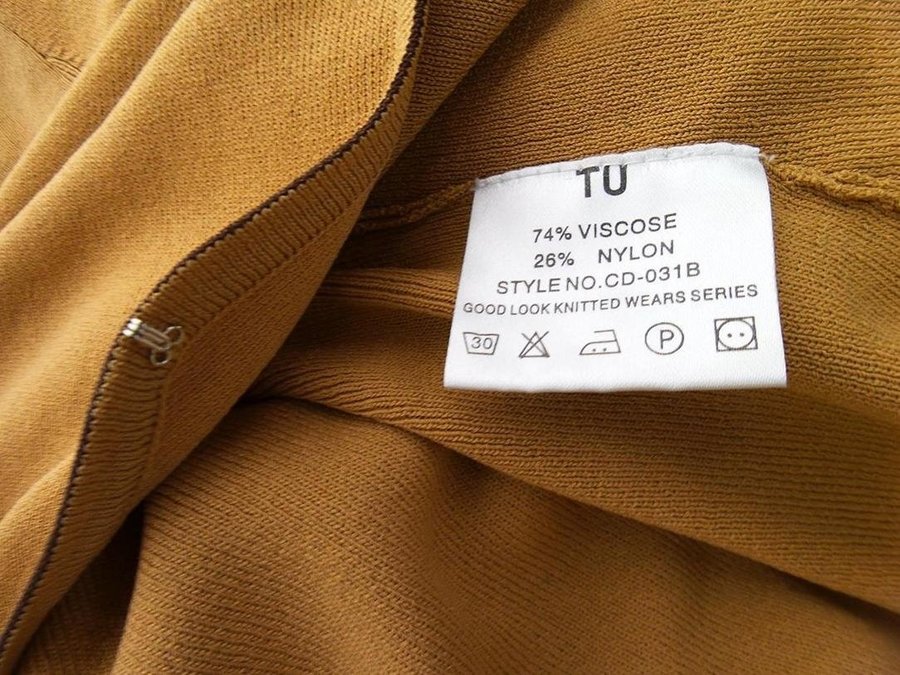 TU
74% VISCOSE
26% NYLON
STYLE NO.CD-031B
GOOD LOOK KNITTED WEARS SERIES
30 P